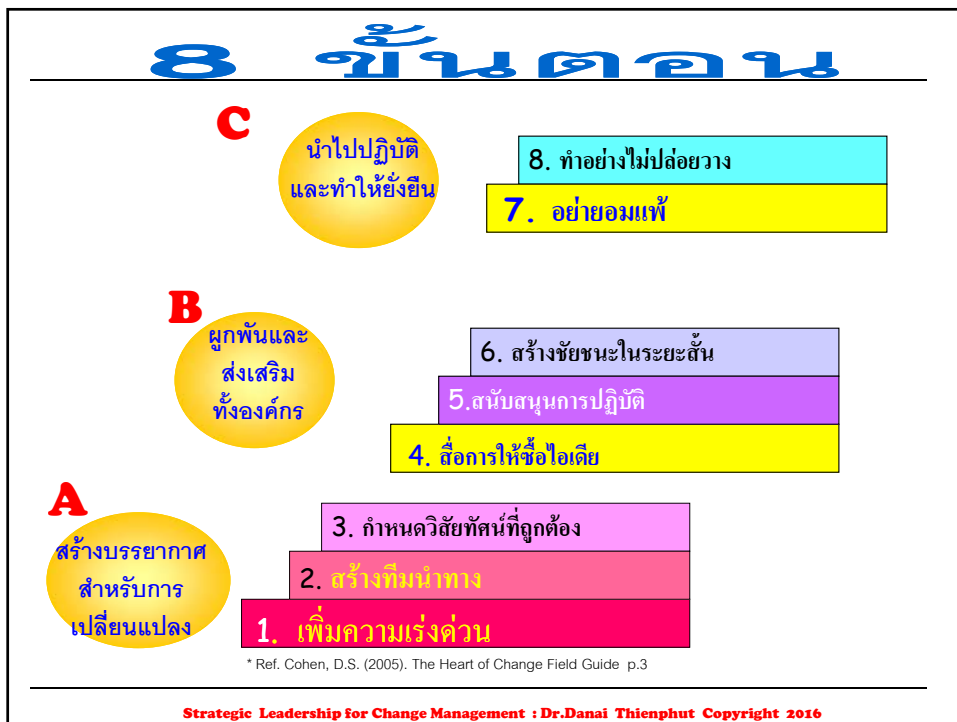 8 ขั้นตอน
C
นำไปปฏิบัติ
และทำให้ยั่งยืน
8. ทำอย่างไม่ปล่อยวาง
7. อย่ายอมแพ้
B
ผูกพันและ
ส่งเสริม
ทั้งองค์กร
6. สร้างชัยชนะในระยะสั้น
5.สนับสนุนการปฏิบัติ
4. สื่อการให้ซื้อไอเดีย
A
สร้างบรรยากาศ
สำหรับการ
เปลี่ยนแปลง
3. กำหนดวิสัยทัศน์ที่ถูกต้อง
2. สร้างทีมนำทาง
1. เพิ่มความเร่งด่วน
* Ref. Cohen, D.S. (2005). The Heart of Change Field Guide p.3
Strategic Leadership for Change Management : Dr.Danai Thienphut Copyright 2016